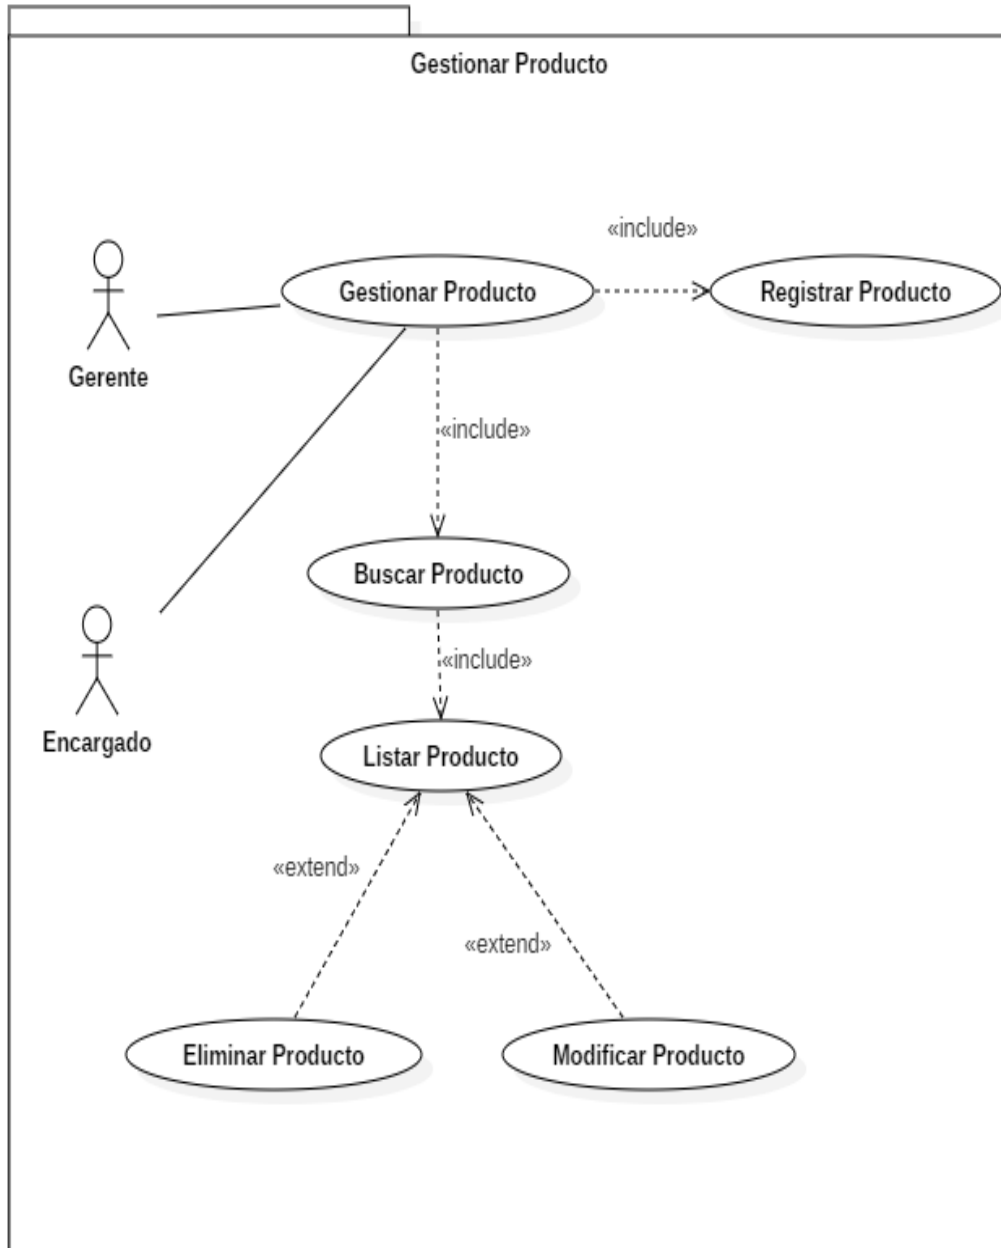 Gestionar Producto
«include»
Gestionar Producto
Registrar Producto
Gerente
«include»
Buscar Producto
«include»
Encargado
Listar Producto
«extend»
«extend»
Eliminar Producto
Modificar Producto